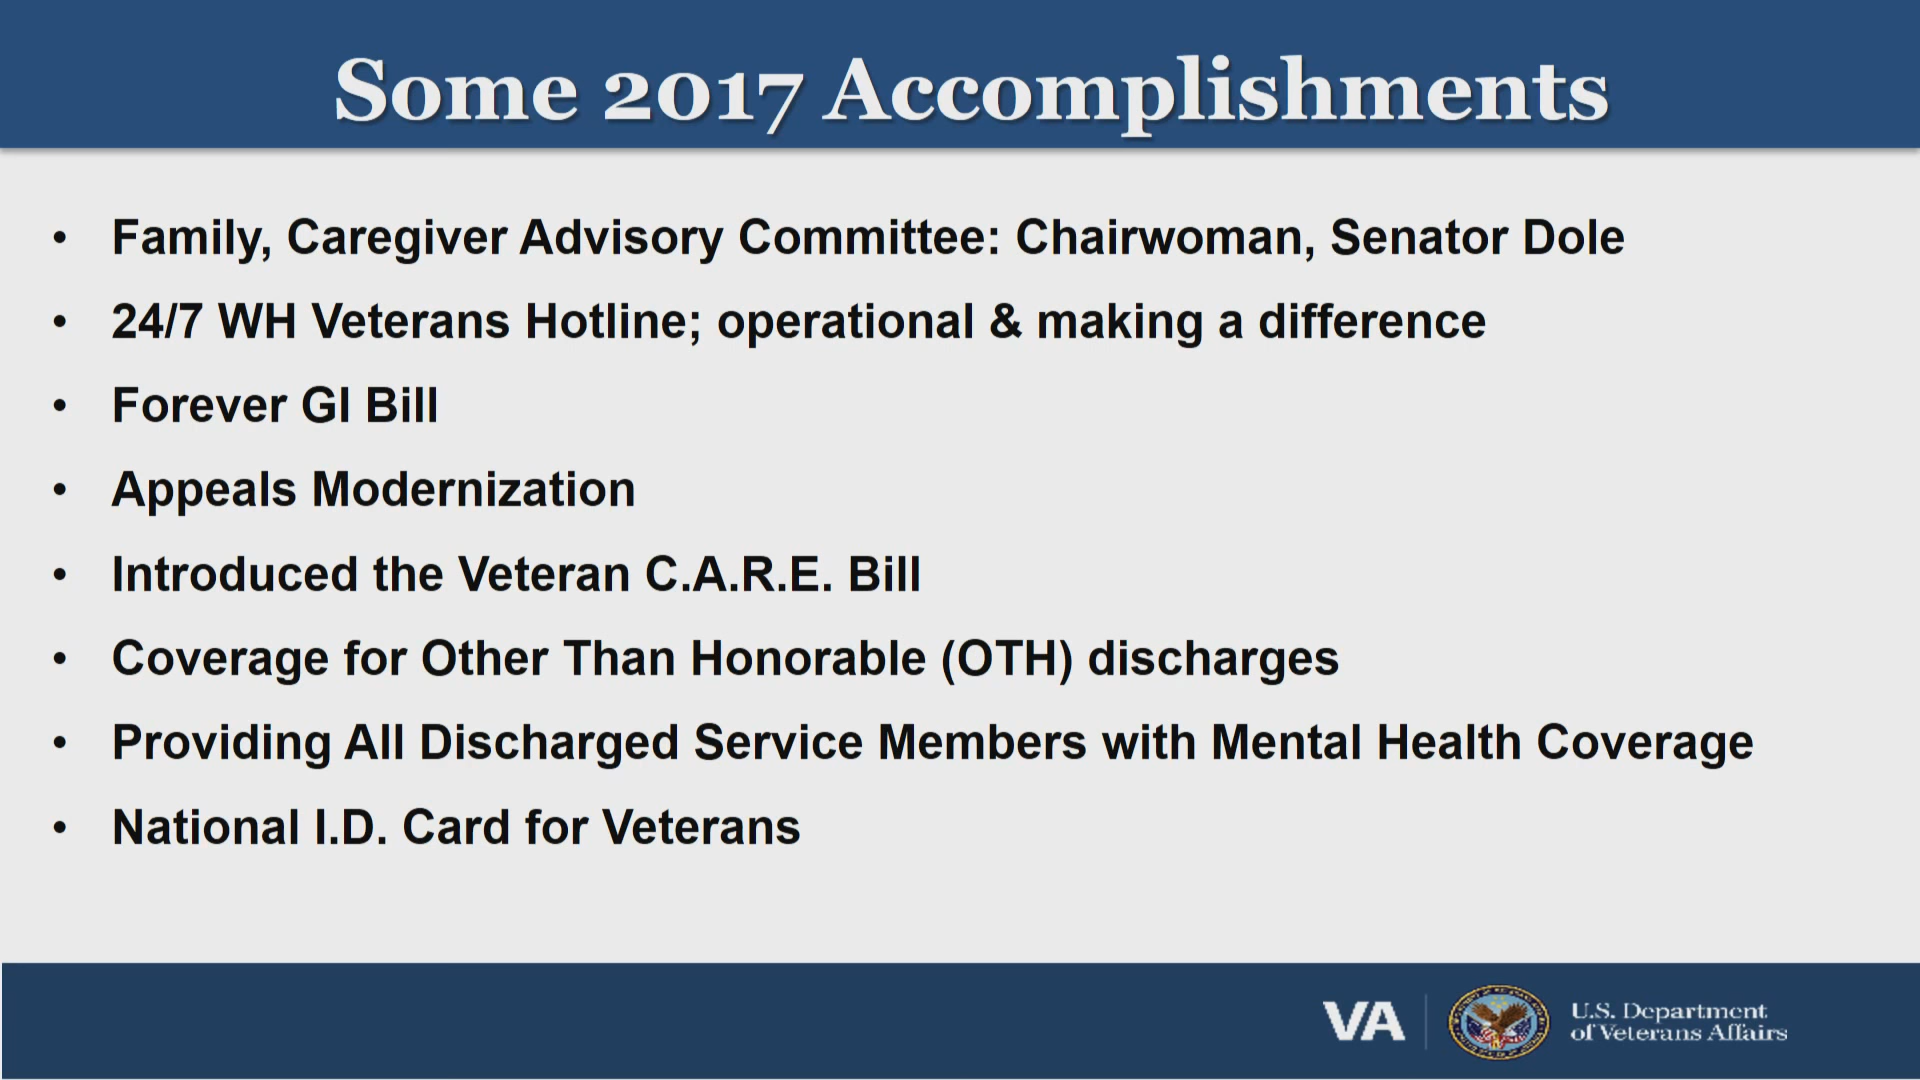 Some 2017 Accomplishments
• Family, Caregiver Advisory Committee: Chairwoman, Senator Dole
• 24/7 WH Veterans Hotline; operational & making a difference
• Forever GI Bill
• Appeals Modernization
• Introduced the Veteran C.A.R.E. Bill
• Coverage for Other Than Honorable (OTH) discharges
• Providing All Discharged Service Members with Mental Health Coverage
• National I.D. Card for Veterans
VA
U.S. Department
of Veterans Affairs